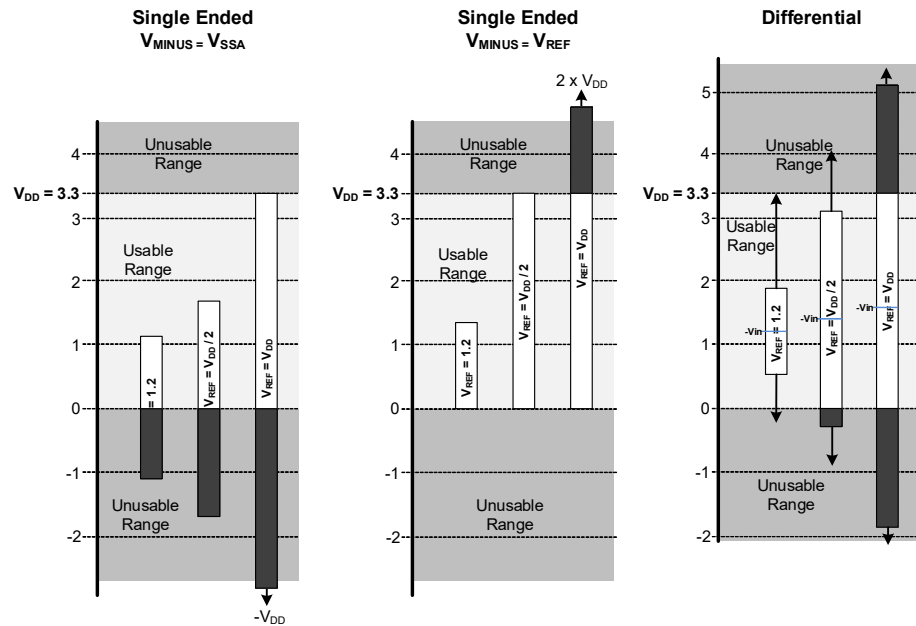 Single Ended
VMINUS = VSSA
Unusable
Range
4
VDD = 3.3
3
Usable
Range
2
1
0
-1
-2
Unusable
Range
= 1.2
VREF = VDD / 2
VREF = VDD
-VDD
Single Ended
VMINUS = VREF
2 x VDD
Unusable
Range
4
VDD = 3.3
3
Usable
Range
2
1
0
-1
-2
Unusable
Range
VREF = 1.2
VREF = VDD / 2
VREF = VDD
Differential
5
4
Unusable
Range
VDD = 3.3
3
Usable
Range
2
1
0
-1
-2
Unusable
Range
-Vin
VREF = 1.2
-Vin
VREF = VDD / 2
-Vin
VREF = VDD